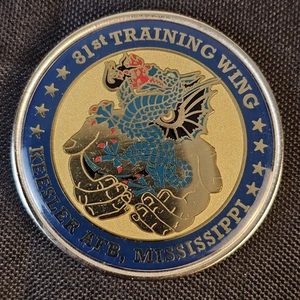 81st TRAINING WING
KEESLER AFB, MISSISSIPPI